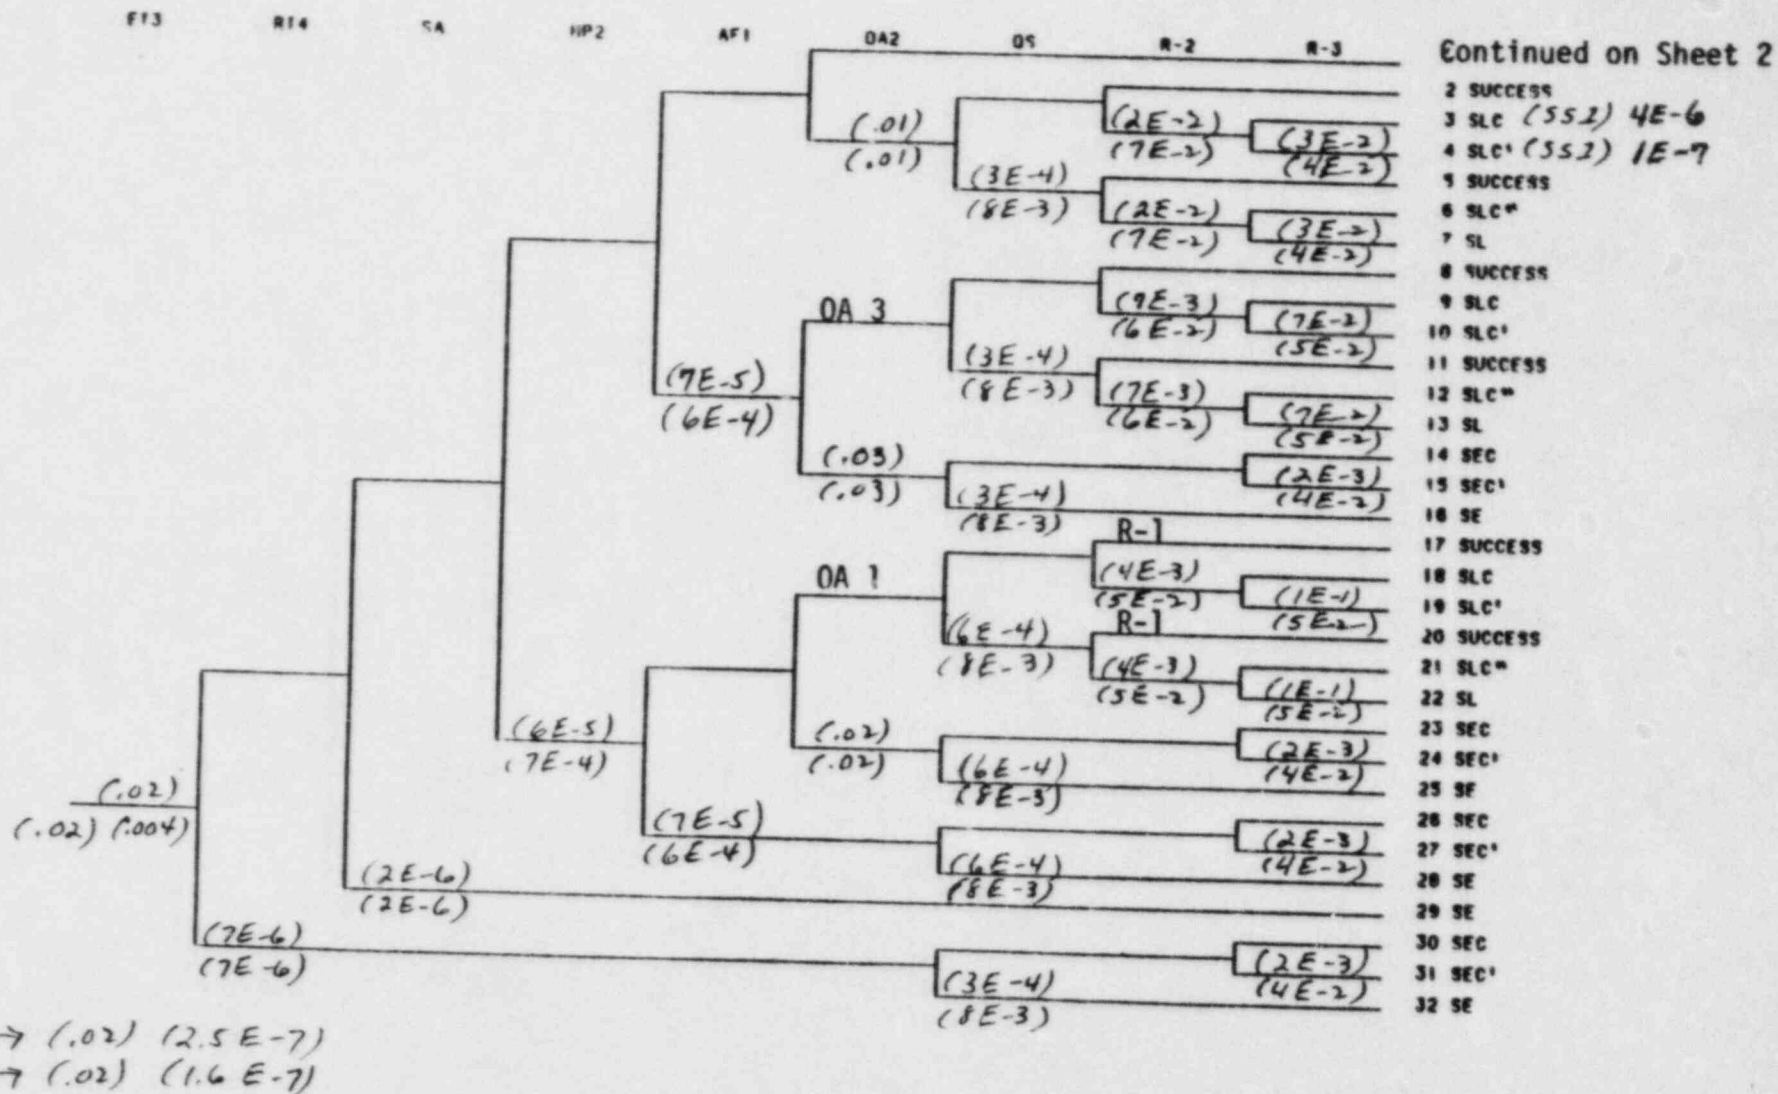 RT4 SA HP2 AF1 OA2 QS R-2 R-3
Continued on Sheet 2
2 SUCCESS
(.01) (2E-2) 3 SLC (SSI) 4E-6
(.01) (7E-2) (3E-2) 4 SLC' (SSI) 1E-7
(4E-2)
(3E-4) 5 SUCCESS
(8E-3) (2E-2) 6 SLC"
(7E-2) (3E-2) 7 SL
(4E-2)
8 SUCCESS
OA 3 (9E-3) 9 SLC
(6E-2) (7E-2) 10 SLC'
(5E-2)
(3E-4) 11 SUCCESS
(7E-5) (8E-3) (7E-3) 12 SLC"
(6E-4) (6E-2) (7E-2) 13 SL
(5E-2)
(.03) 14 SEC
(.03) (3E-4) (2E-3) 15 SEC'
(8E-3) (4E-2) 16 SE
R-1 17 SUCCESS
OA 1 (4E-3) 18 SLC
(5E-2) (1E-1) 19 SLC'
(5E-2)
(6E-4) R-1 20 SUCCESS
(8E-3) (4E-3) 21 SLC"
(5E-2) (1E-1) 22 SL
(5E-2)
(6E-5) (.02) 23 SEC
(7E-4) (.02) (6E-4) (2E-3) 24 SEC'
(8E-3) (4E-2) 25 SE
(.02) (7E-5) 26 SEC
(.02) (.004) (6E-4) (2E-3) 27 SEC'
(6E-4) (4E-2)
(2E-6) (8E-3) 28 SE
(2E-6) 29 SE
(7E-6) 30 SEC
(7E-6) (2E-3) 31 SEC'
(3E-4) (4E-2)
(8E-3) 32 SE
→ (.02) (2.5E-7)
→ (.02) (1.6E-7)